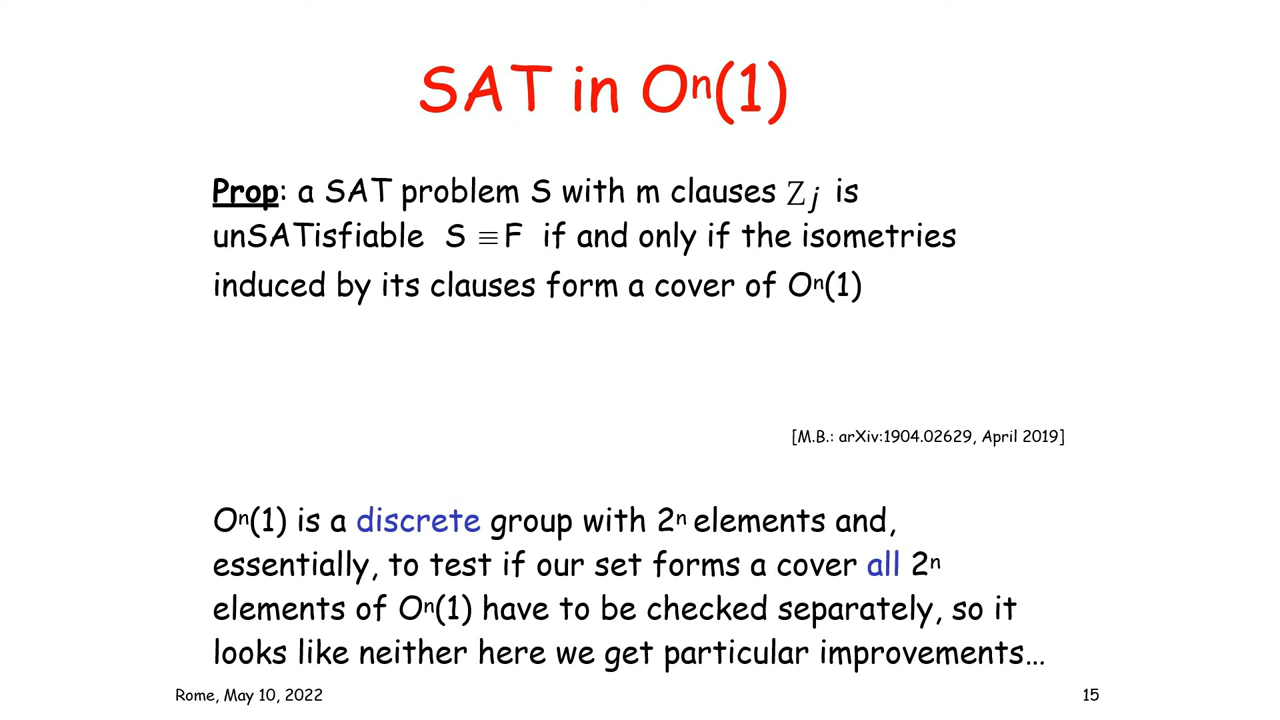 SAT in Oⁿ(1)
Prop: a SAT problem S with m clauses Z_j is
unSATisfiable S ≡ F if and only if the isometries
induced by its clauses form a cover of Oⁿ(1)
[M.B.: arXiv:1904.02629, April 2019]
Oⁿ(1) is a discrete group with 2ⁿ elements and,
essentially, to test if our set forms a cover all 2ⁿ
elements of Oⁿ(1) have to be checked separately, so it
looks like neither here we get particular improvements...
Rome, May 10, 2022
15